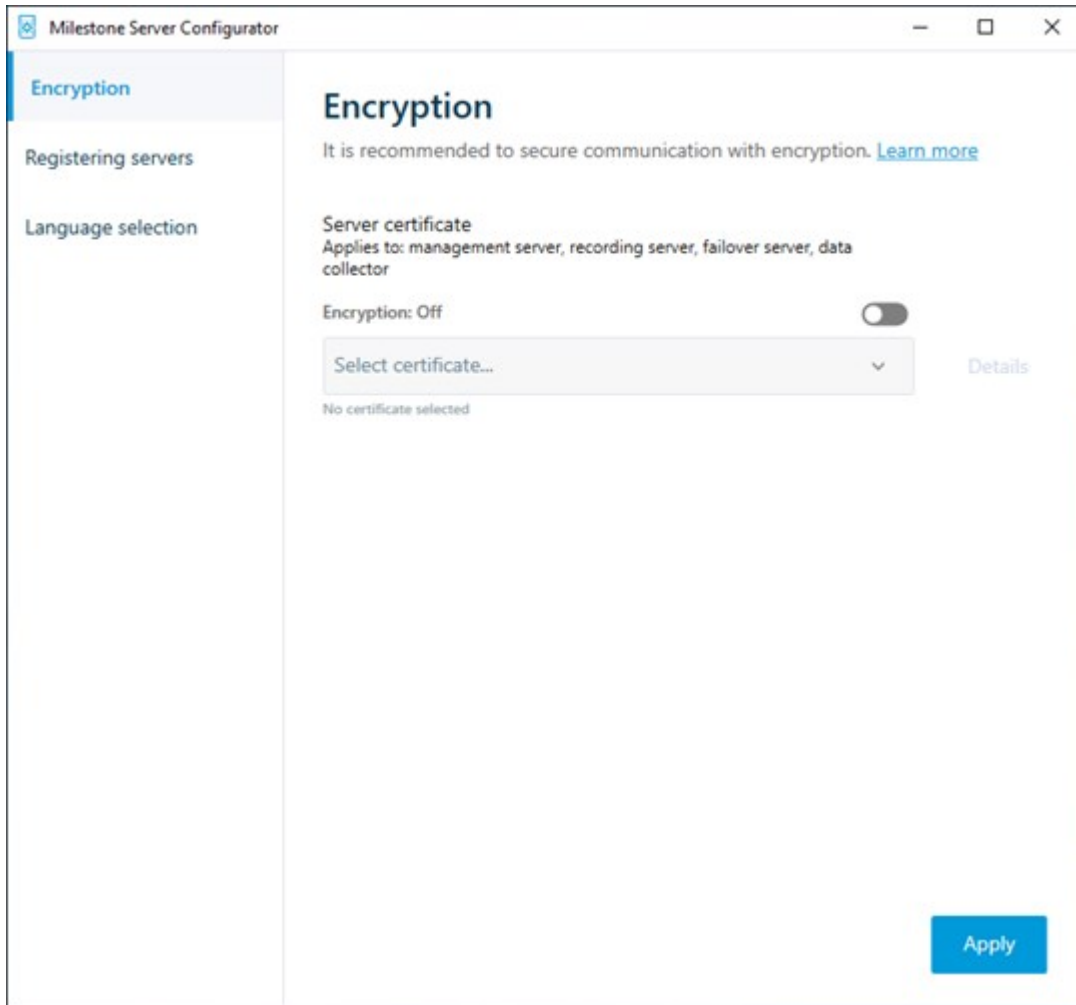 Milestone Server Configurator
Encryption
Registering servers
Language selection
Encryption
It is recommended to secure communication with encryption. Learn more
Server certificate
Applies to: management server, recording server, failover server, data
collector
Encryption: Off
Select certificate...
Details
No certificate selected
Apply